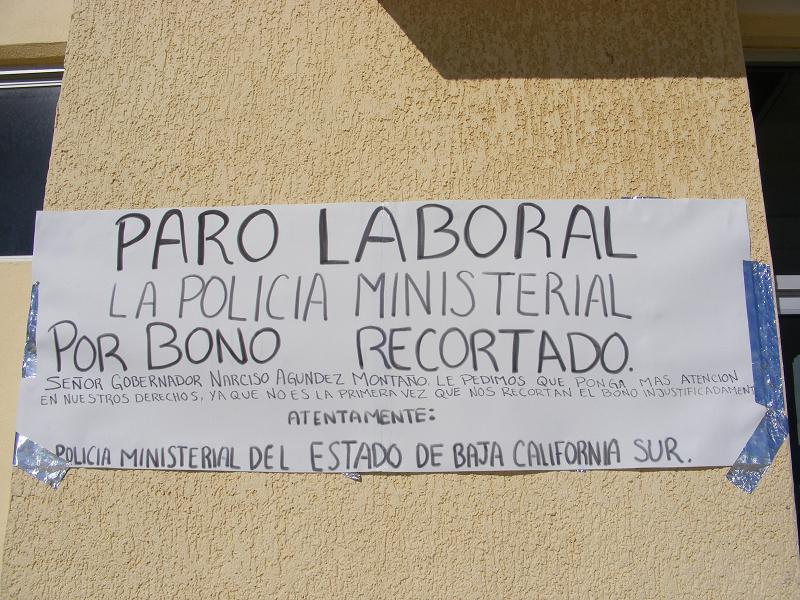 PARO LABORAL
LA POLICIA MINISTERIAL
POR BONO RECORTADO.
SEÑOR GOBERNADOR NARCISO AGUNDEZ MONTAÑO, LE PEDIMOS QUE PONGA MAS ATENCION
EN NUESTROS DERECHOS, YA QUE NO ES LA PRIMERA VEZ QUE NOS RECORTAN EL BONO INJUSTIFICADAMENT
ATENTAMENTE:
POLICIA MINISTERIAL DEL ESTADO DE BAJA CALIFORNIA SUR.